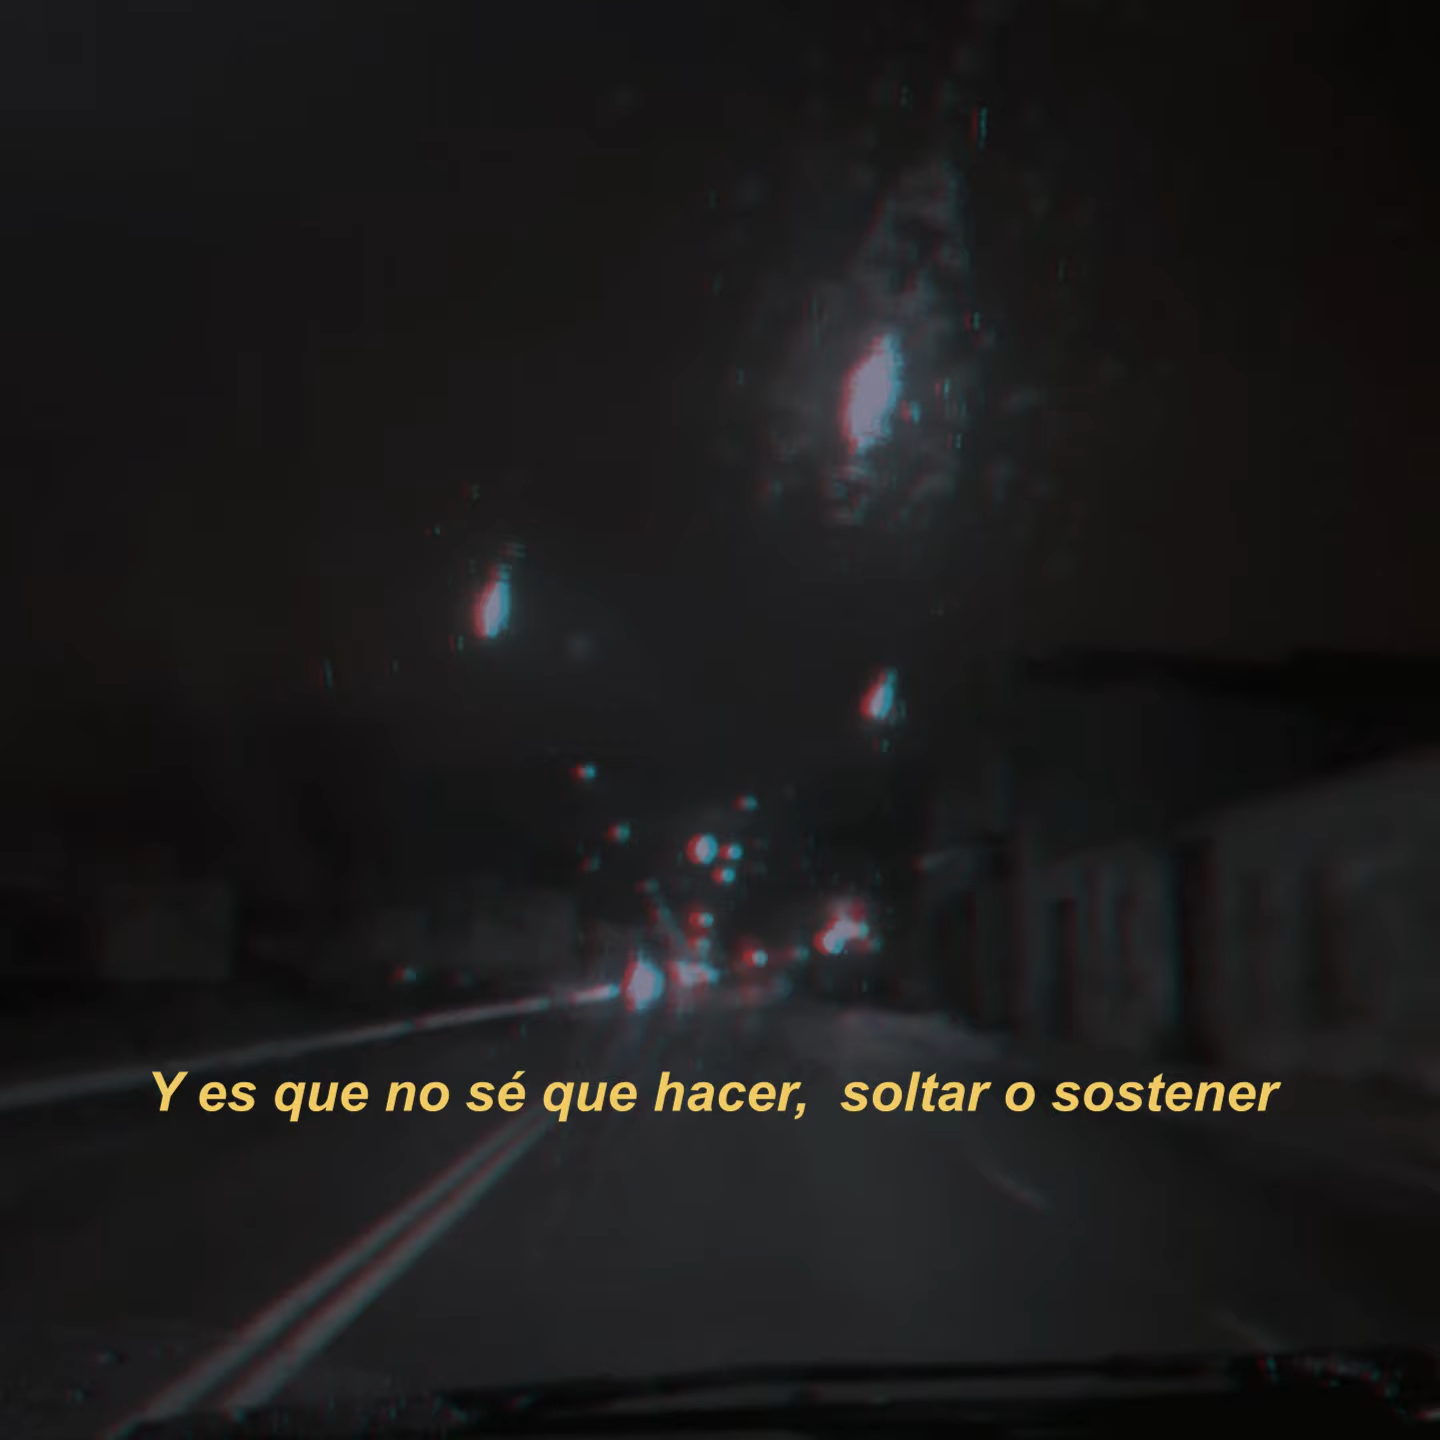 Y es que no sé que hacer,  soltar o sostener